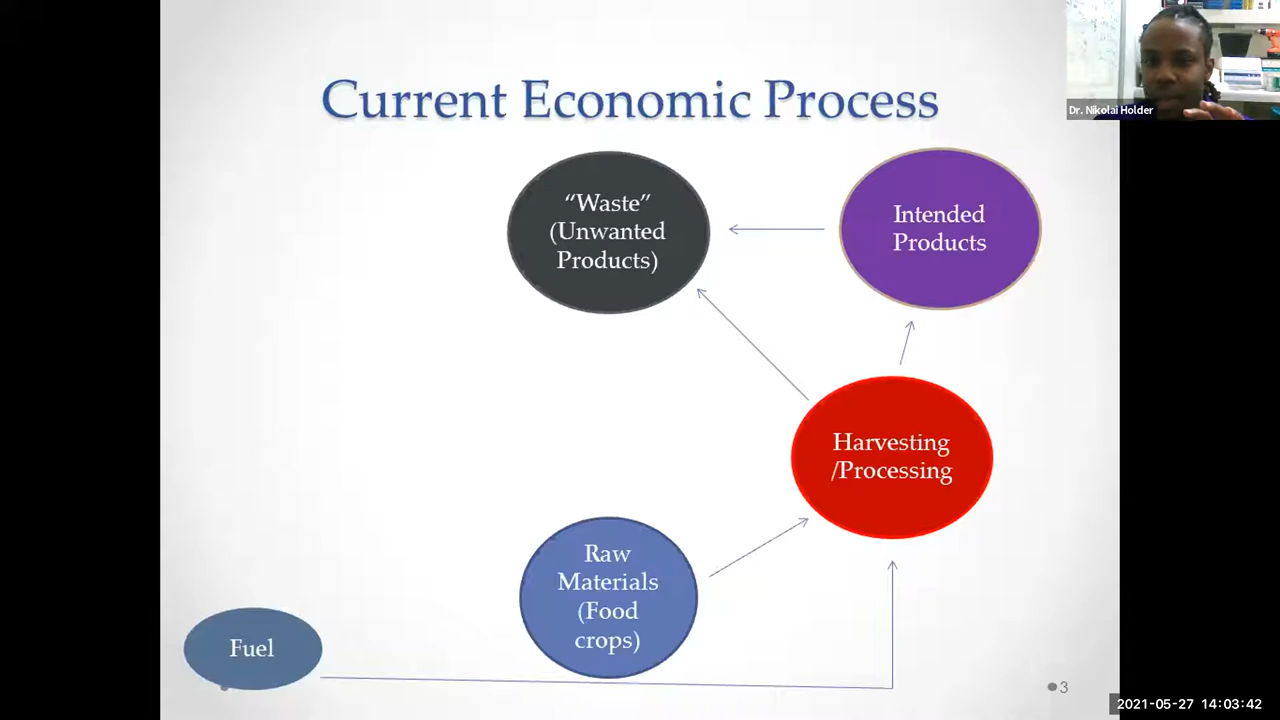 Dr. Nikolai Holder
Current Economic Process
“Waste”
(Unwanted
Products)
Intended
Products
Harvesting
/Processing
Raw
Materials
(Food
crops)
Fuel
3
2021-05-27 14:03:42